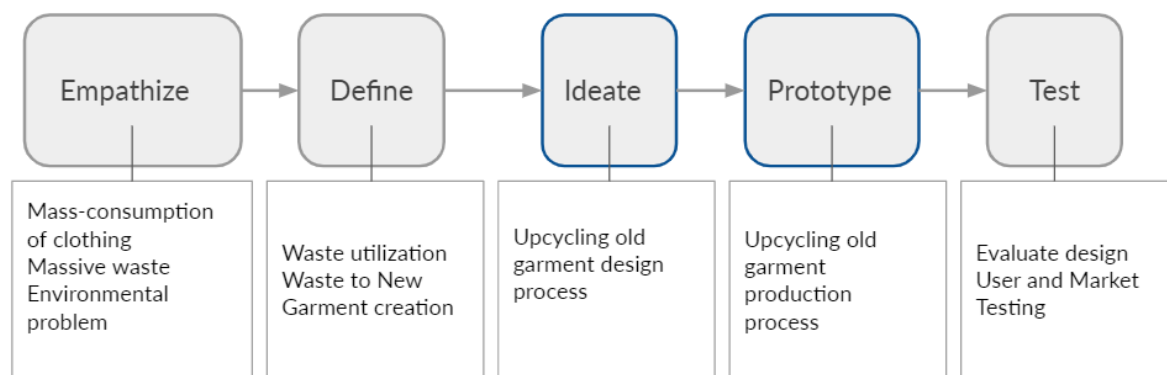 Empathize
Define
Ideate
Prototype
Test
Mass-consumption
of clothing
Massive waste
Environmental
problem
Waste utilization
Waste to New
Garment creation
Upcycling old
garment design
process
Upcycling old
garment
production
process
Evaluate design
User and Market
Testing